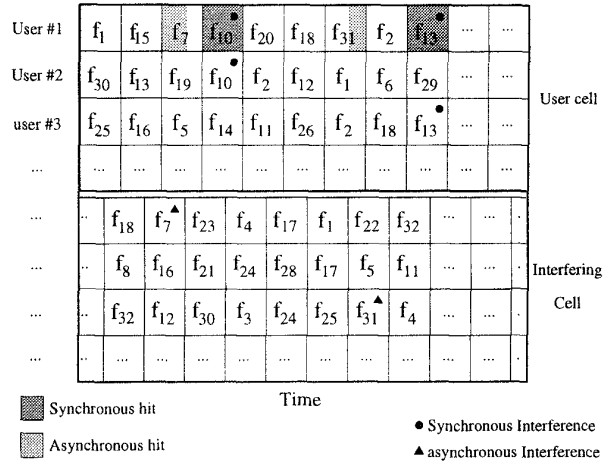 User #1 f1 f15 f7 f10 ● f20 f18 f31 f2 f13 ● ... ...
User #2 f30 f13 f19 f10 ● f2 f12 f1 f6 f29 ... ...
user #3 f25 f16 f5 f14 f11 f26 f2 f18 f13 ● ... ...
... ... ... ... ... ... ... ... ... ... ... ...
User cell
... .. f18 f7 ▲ f23 f4 f17 f1 f22 f32 ... ... .
... .. f8 f16 f21 f24 f28 f17 f5 f11 ... ... .
... .. f32 f12 f30 f3 f24 f25 f31 ▲ f4 ... ... .
... .. ... ... ... ... ... ... ... ... ... ... .
Interfering
Cell
Time
Synchronous hit
Asynchronous hit
● Synchronous Interference
▲ asynchronous Interference